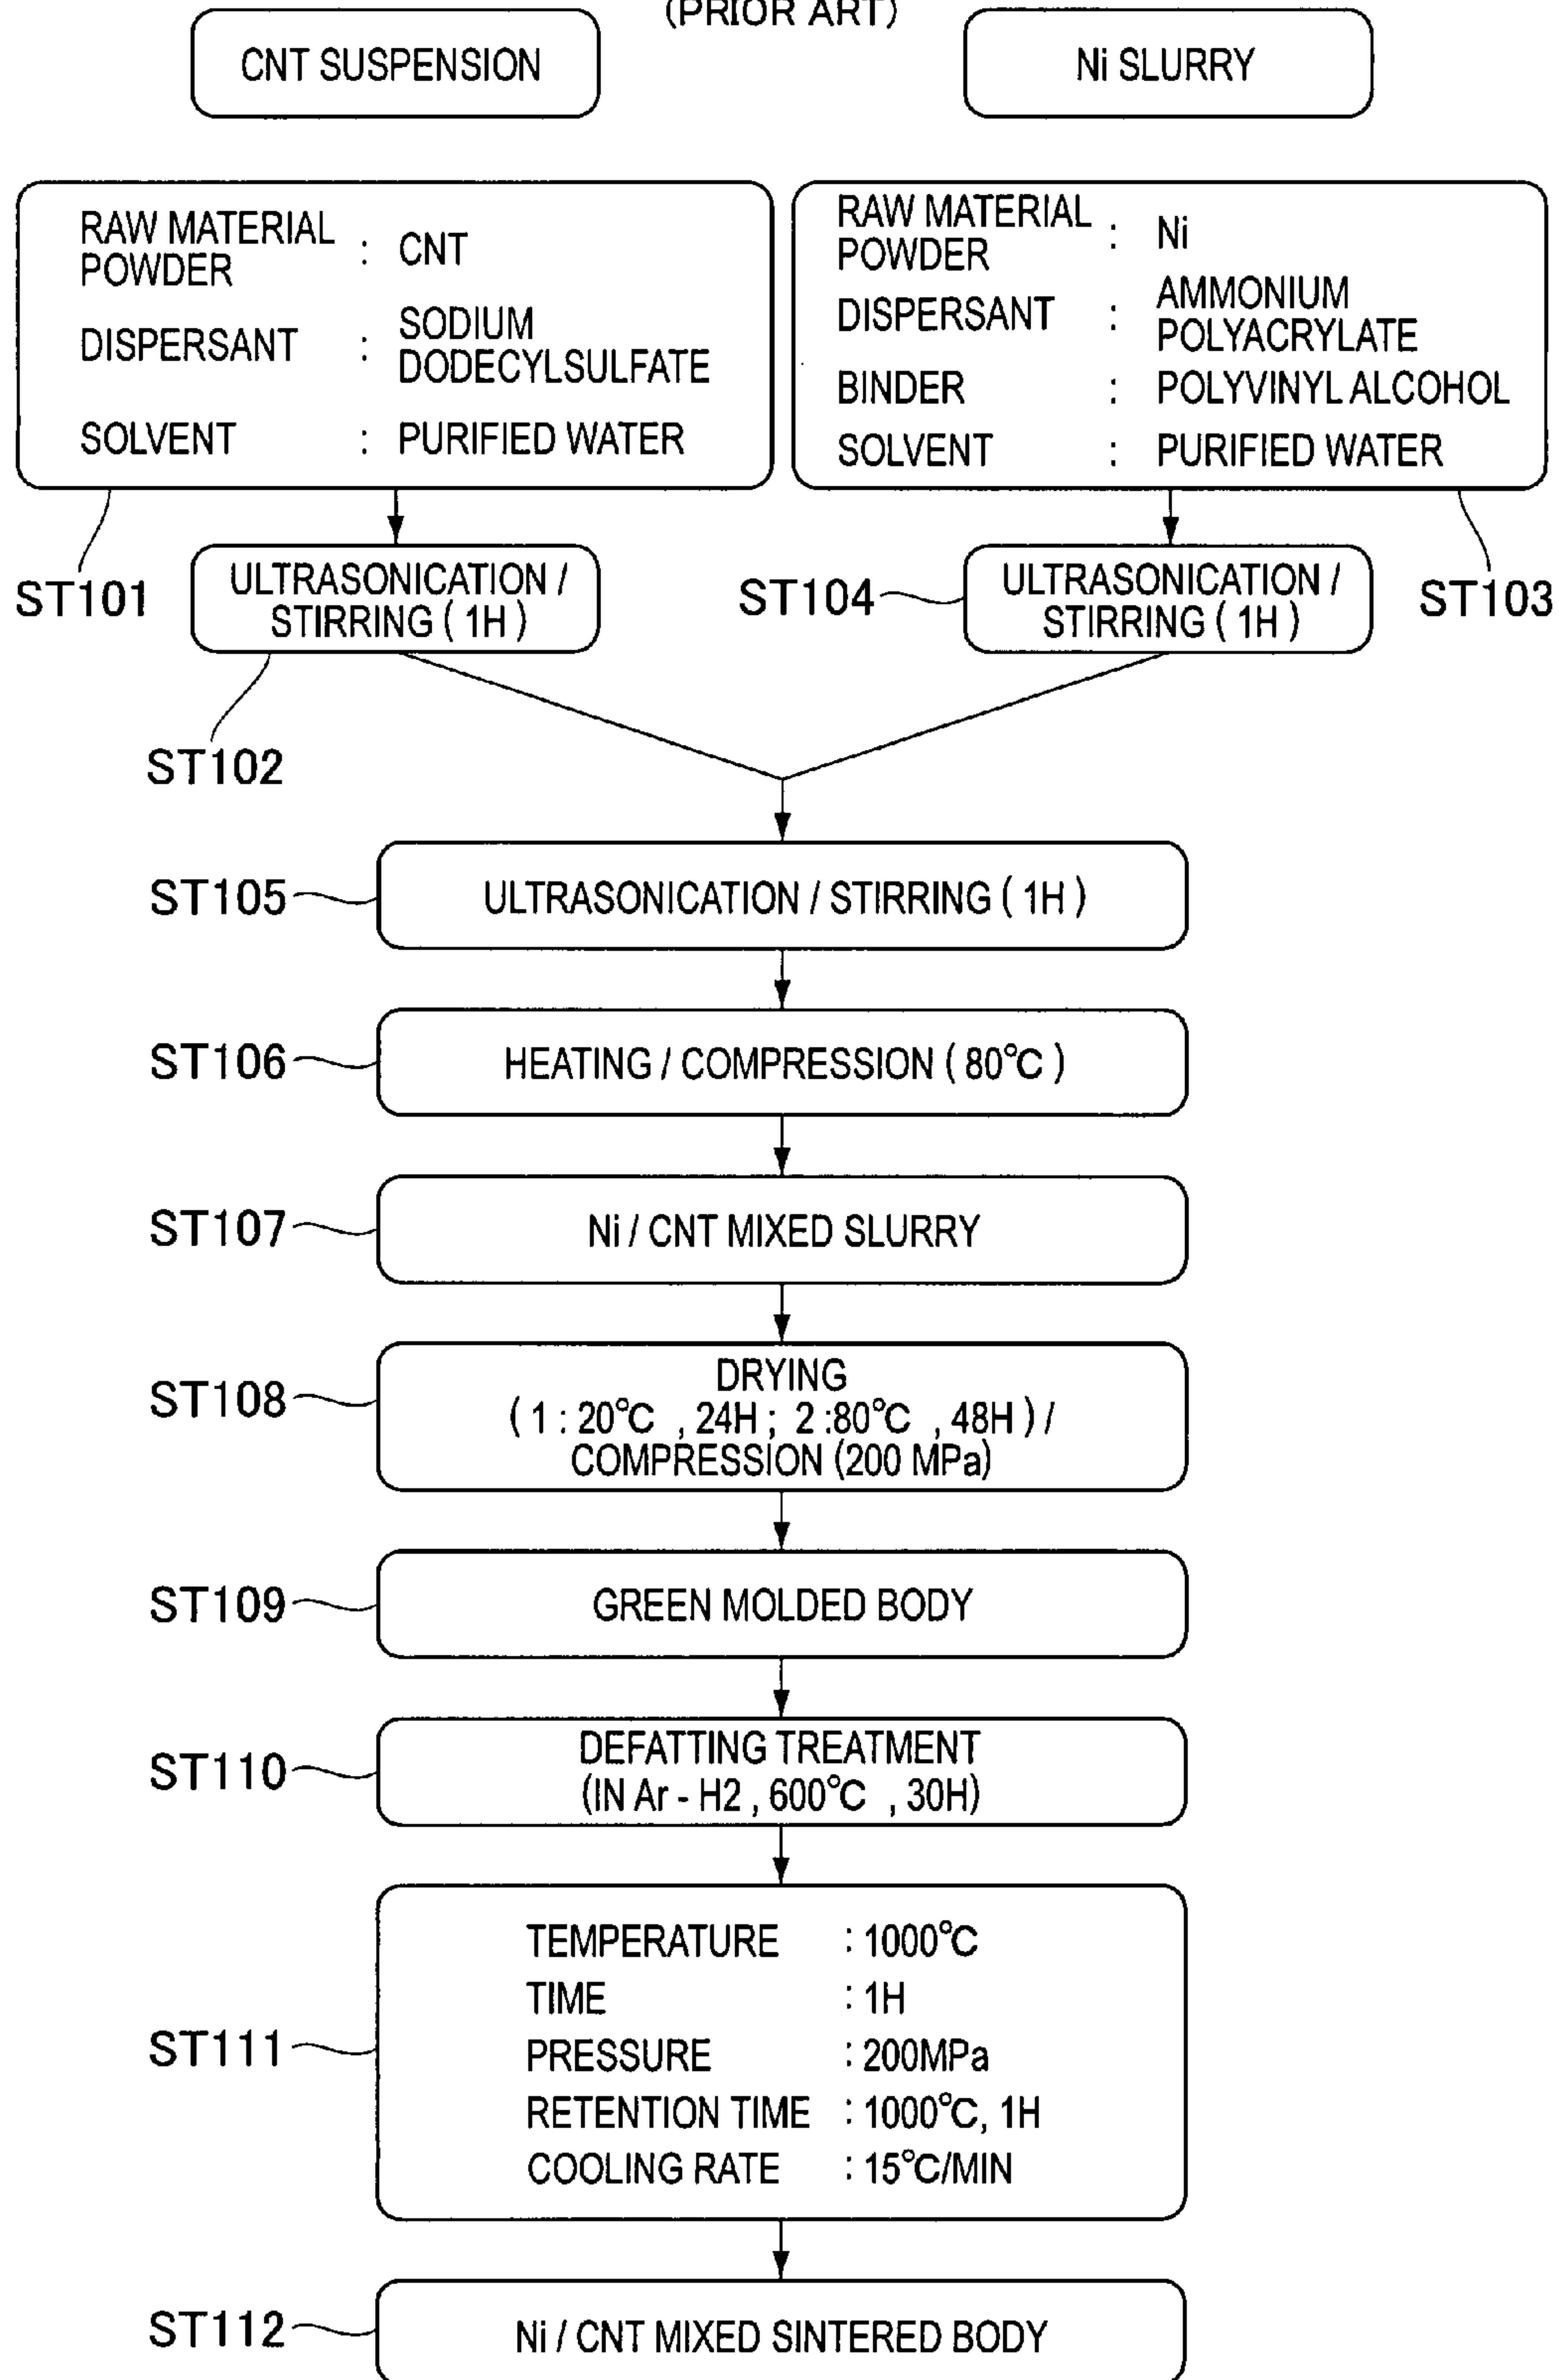 (PRIOR ART)
CNT SUSPENSION
Ni SLURRY
RAW MATERIAL
POWDER : CNT
DISPERSANT : SODIUM
DODECYLSULFATE
SOLVENT : PURIFIED WATER
RAW MATERIAL
POWDER : Ni
DISPERSANT : AMMONIUM
POLYACRYLATE
BINDER : POLYVINYL ALCOHOL
SOLVENT : PURIFIED WATER
ST101
ULTRASONICATION /
STIRRING ( 1H )
ST102
ST104
ULTRASONICATION /
STIRRING ( 1H )
ST103
ST105
ULTRASONICATION / STIRRING ( 1H )
ST106
HEATING / COMPRESSION ( 80°C )
ST107
Ni / CNT MIXED SLURRY
ST108
DRYING
( 1 : 20°C , 24H ; 2 :80°C , 48H ) /
COMPRESSION (200 MPa)
ST109
GREEN MOLDED BODY
ST110
DEFATTING TREATMENT
(IN Ar - H2 , 600°C , 30H)
ST111
TEMPERATURE : 1000°C
TIME : 1H
PRESSURE : 200MPa
RETENTION TIME : 1000°C, 1H
COOLING RATE : 15°C/MIN
ST112
Ni / CNT MIXED SINTERED BODY